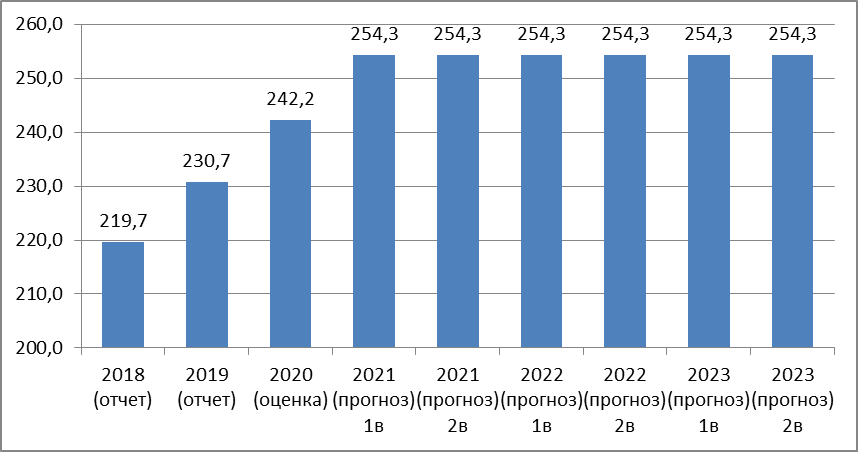 260,0
250,0
240,0
230,0
220,0
210,0
200,0
219,7
230,7
242,2
254,3
254,3
254,3
254,3
254,3
254,3
2018
(отчет)
2019
(отчет)
2020
(оценка)
2021
(прогноз)
1в
2021
(прогноз)
2в
2022
(прогноз)
1в
2022
(прогноз)
2в
2023
(прогноз)
1в
2023
(прогноз)
2в